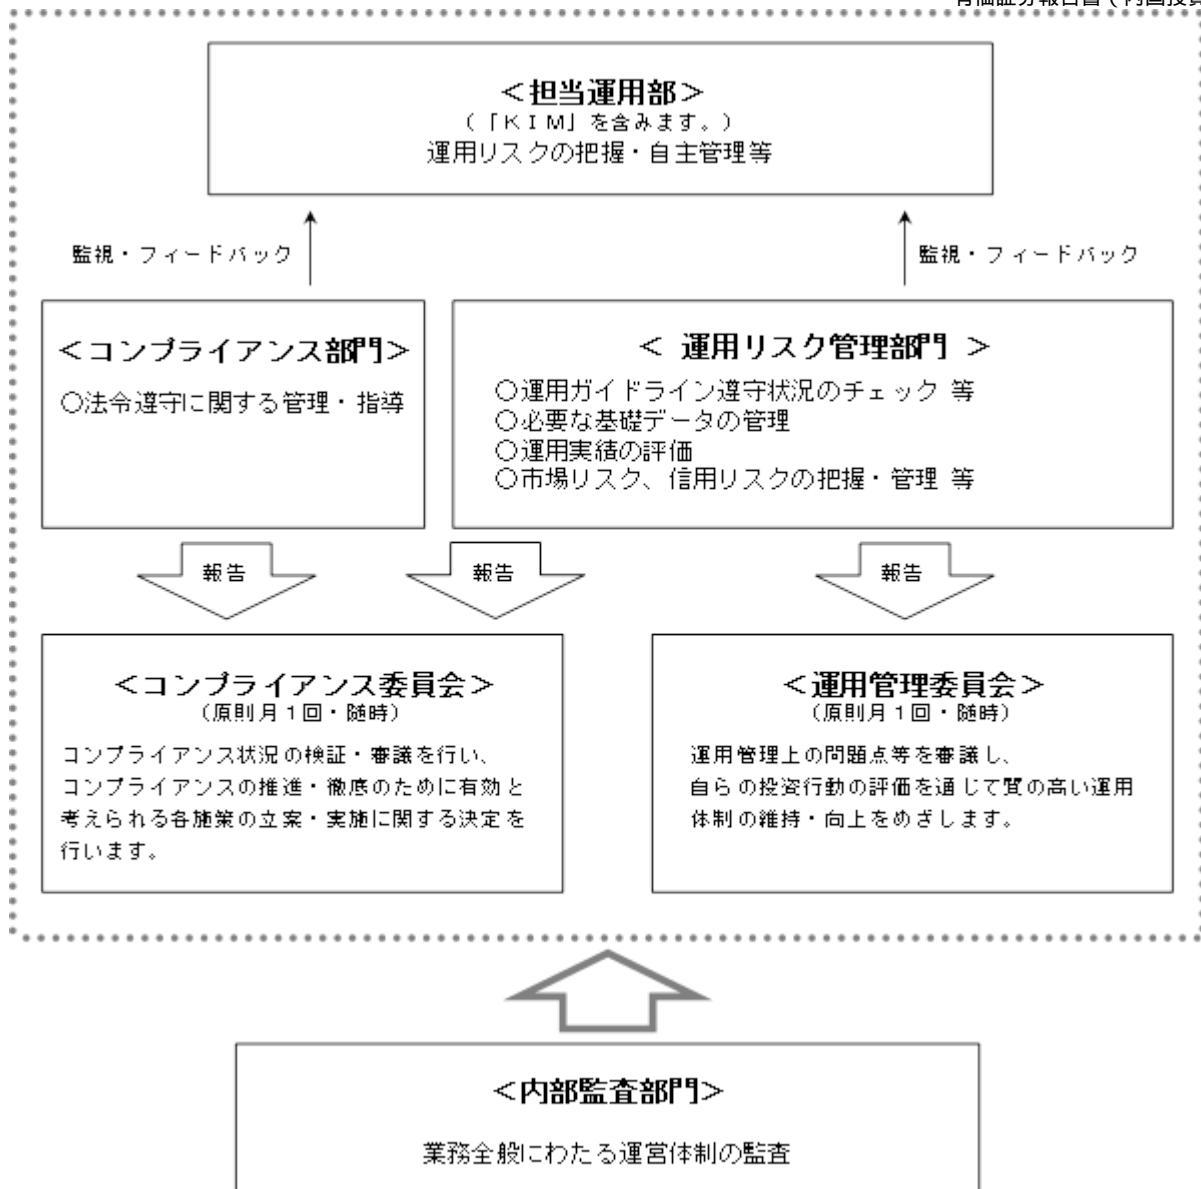 ＜担当運用部＞
（「ＫＩＭ」を含みます。）
運用リスクの把握・自主管理等
監視・フィードバック
監視・フィードバック
＜コンプライアンス部門＞
○法令遵守に関する管理・指導
＜ 運用リスク管理部門 ＞
○運用ガイドライン遵守状況のチェック 等
○必要な基礎データの管理
○運用実績の評価
○市場リスク、信用リスクの把握・管理 等
報告
報告
報告
＜コンプライアンス委員会＞
（原則月１回・随時）
コンプライアンス状況の検証・審議を行い、
コンプライアンスの推進・徹底のために有効と
考えられる各施策の立案・実施に関する決定を
行います。
＜運用管理委員会＞
（原則月１回・随時）
運用管理上の問題点等を審議し、
自らの投資行動の評価を通じて質の高い運用
体制の維持・向上をめざします。
＜内部監査部門＞
業務全般にわたる運営体制の監査